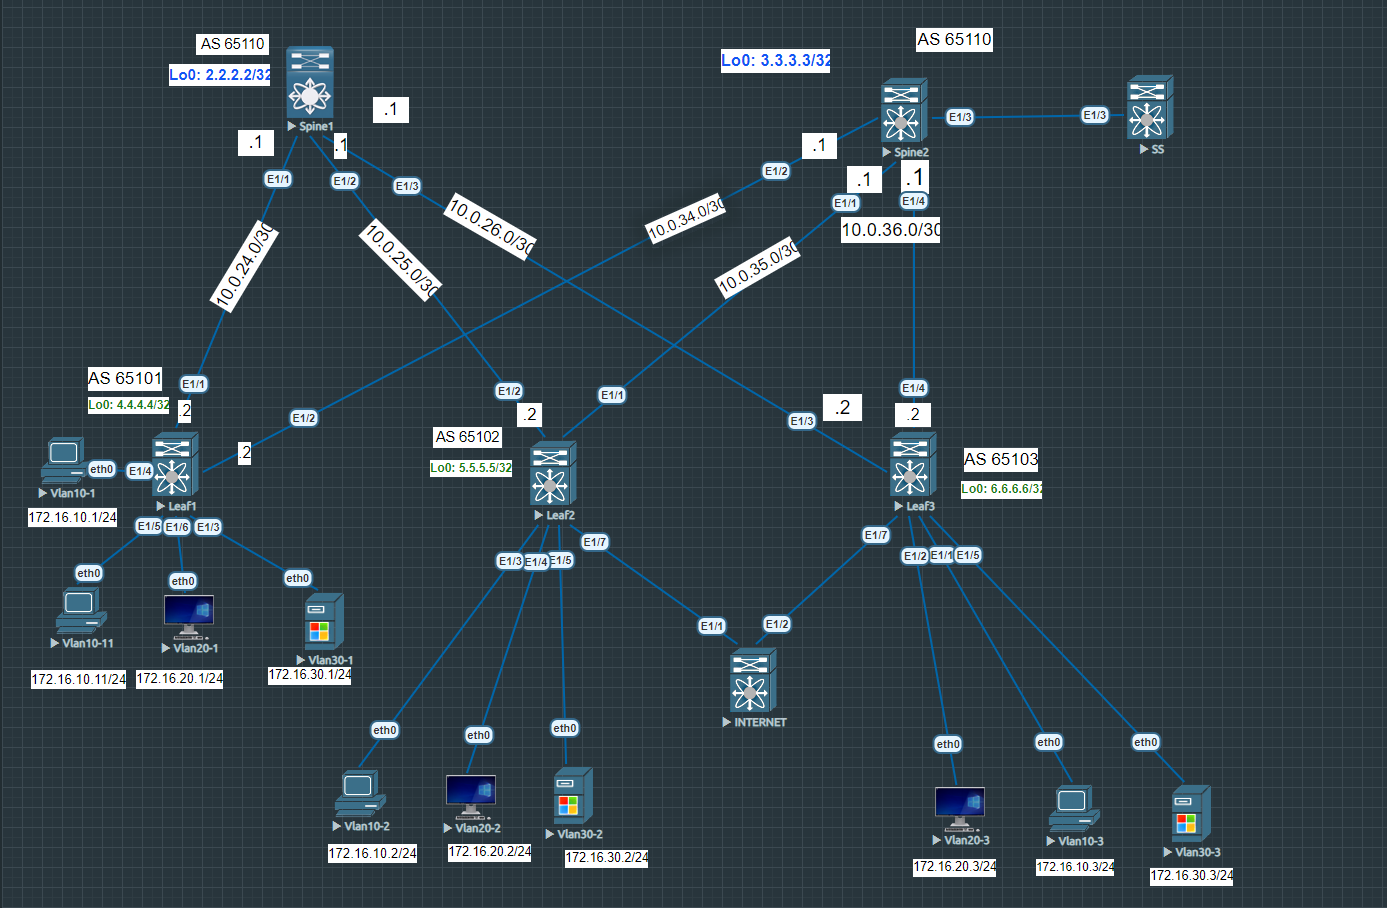 AS 65110
Lo0: 2.2.2.2/32
Spine1
.1
.1
.1
E1/1
E1/2
E1/3
10.0.24.0/30
10.0.25.0/30
10.0.26.0/30
AS 65110
Lo0: 3.3.3.3/32
Spine2
E1/3
E1/3
SS
.1
E1/2
.1
.1
E1/1
E1/4
10.0.34.0/30
10.0.35.0/30
10.0.36.0/30
AS 65101
Lo0: 4.4.4.4/32
E1/1
.2
E1/2
.2
eth0
E1/4
Vlan10-1
172.16.10.1/24
Leaf1
E1/5
E1/6
E1/3
eth0
eth0
eth0
Vlan10-11
Vlan20-1
Vlan30-1
172.16.10.11/24
172.16.20.1/24
172.16.30.1/24
E1/2
E1/1
.2
AS 65102
Lo0: 5.5.5.5/32
Leaf2
E1/3
E1/4
E1/5
E1/7
E1/1
E1/2
INTERNET
eth0
eth0
eth0
Vlan10-2
Vlan20-2
Vlan30-2
172.16.10.2/24
172.16.20.2/24
172.16.30.2/24
E1/4
.2
E1/3
.2
AS 65103
Lo0: 6.6.6.6/32
Leaf3
E1/7
E1/2
E1/1
E1/5
eth0
eth0
eth0
Vlan20-3
Vlan10-3
Vlan30-3
172.16.20.3/24
172.16.10.3/24
172.16.30.3/24